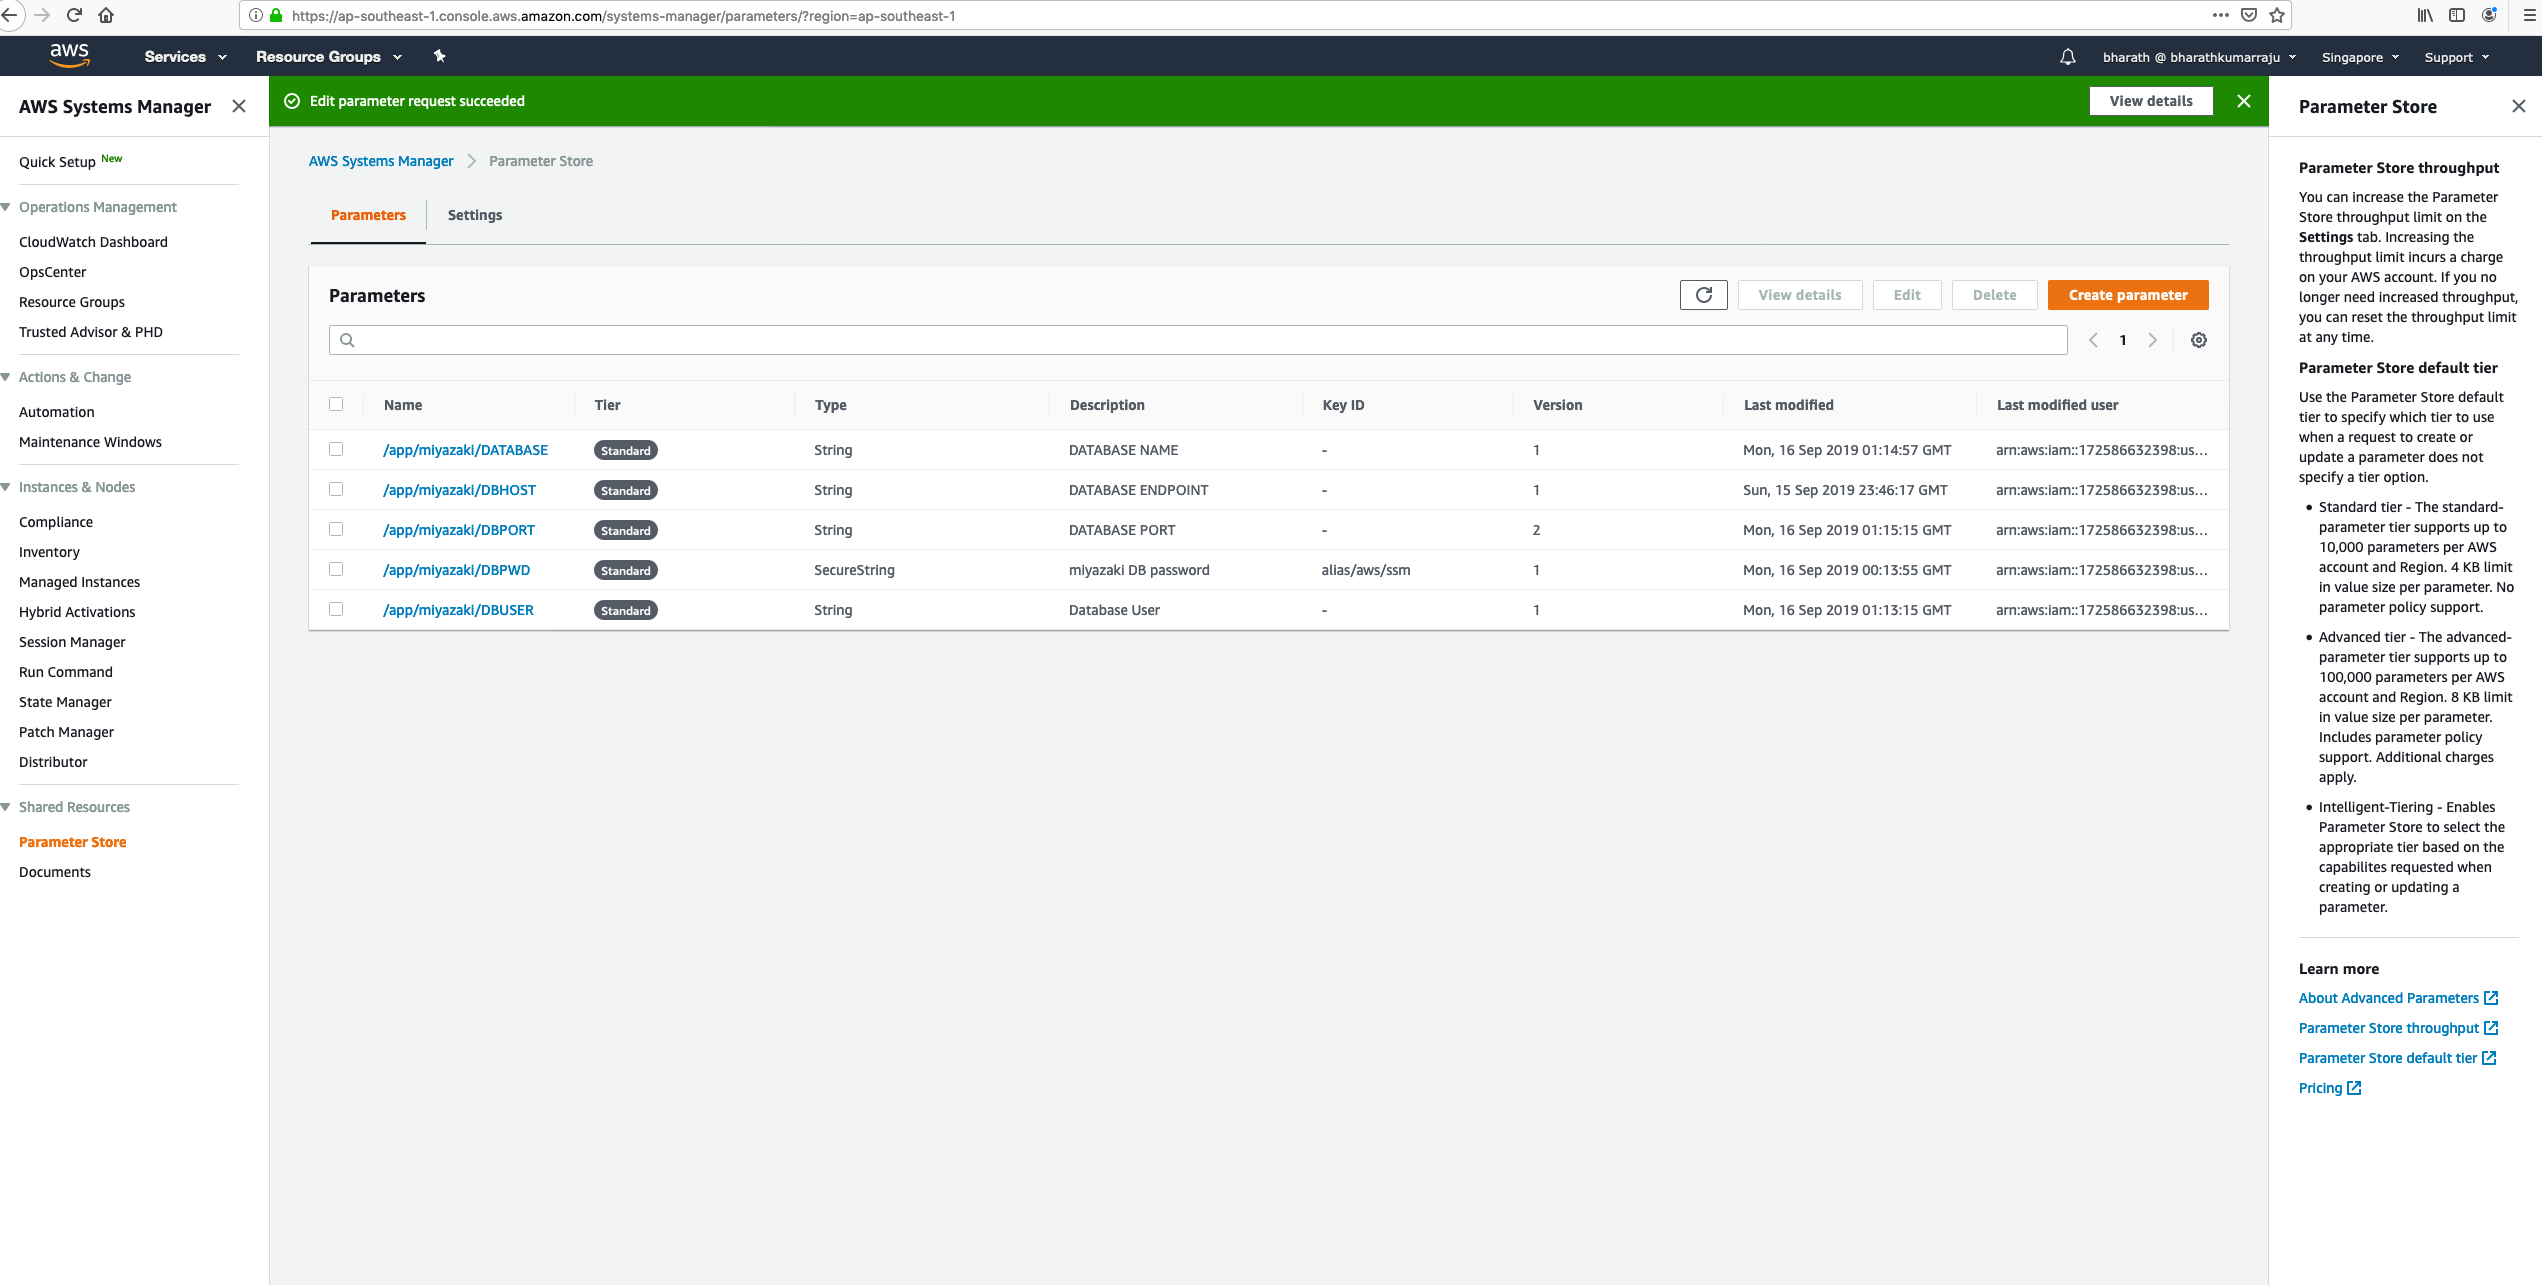 https://ap-southeast-1.console.aws.amazon.com/systems-manager/parameters/?region=ap-southeast-1
aws
Services
Resource Groups
bharath @ bharathkumarraju
Singapore
Support
AWS Systems Manager
Quick Setup New
Operations Management
CloudWatch Dashboard
OpsCenter
Resource Groups
Trusted Advisor & PHD
Actions & Change
Automation
Maintenance Windows
Instances & Nodes
Compliance
Inventory
Managed Instances
Hybrid Activations
Session Manager
Run Command
State Manager
Patch Manager
Distributor
Shared Resources
Parameter Store
Documents
Edit parameter request succeeded
View details
AWS Systems Manager
Parameter Store
Parameters
Settings
Parameters
View details
Edit
Delete
Create parameter
1
Name Tier Type Description Key ID Version Last modified Last modified user
/app/miyazaki/DATABASE Standard String DATABASE NAME - 1 Mon, 16 Sep 2019 01:14:57 GMT arn:aws:iam::172586632398:us...
/app/miyazaki/DBHOST Standard String DATABASE ENDPOINT - 1 Sun, 15 Sep 2019 23:46:17 GMT arn:aws:iam::172586632398:us...
/app/miyazaki/DBPORT Standard String DATABASE PORT - 2 Mon, 16 Sep 2019 01:15:15 GMT arn:aws:iam::172586632398:us...
/app/miyazaki/DBPWD Standard SecureString miyazaki DB password alias/aws/ssm 1 Mon, 16 Sep 2019 00:13:55 GMT arn:aws:iam::172586632398:us...
/app/miyazaki/DBUSER Standard String Database User - 1 Mon, 16 Sep 2019 01:13:15 GMT arn:aws:iam::172586632398:us...
Parameter Store
Parameter Store throughput
You can increase the Parameter
Store throughput limit on the
Settings tab. Increasing the
throughput limit incurs a charge
on your AWS account. If you no
longer need increased throughput,
you can reset the throughput limit
at any time.
Parameter Store default tier
Use the Parameter Store default
tier to specify which tier to use
when a request to create or
update a parameter does not
specify a tier option.
• Standard tier - The standard-
parameter tier supports up to
10,000 parameters per AWS
account and Region. 4 KB limit
in value size per parameter. No
parameter policy support.
• Advanced tier - The advanced-
parameter tier supports up to
100,000 parameters per AWS
account and Region. 8 KB limit
in value size per parameter.
Includes parameter policy
support. Additional charges
apply.
• Intelligent-Tiering - Enables
Parameter Store to select the
appropriate tier based on the
capabilites requested when
creating or updating a
parameter.
Learn more
About Advanced Parameters
Parameter Store throughput
Parameter Store default tier
Pricing